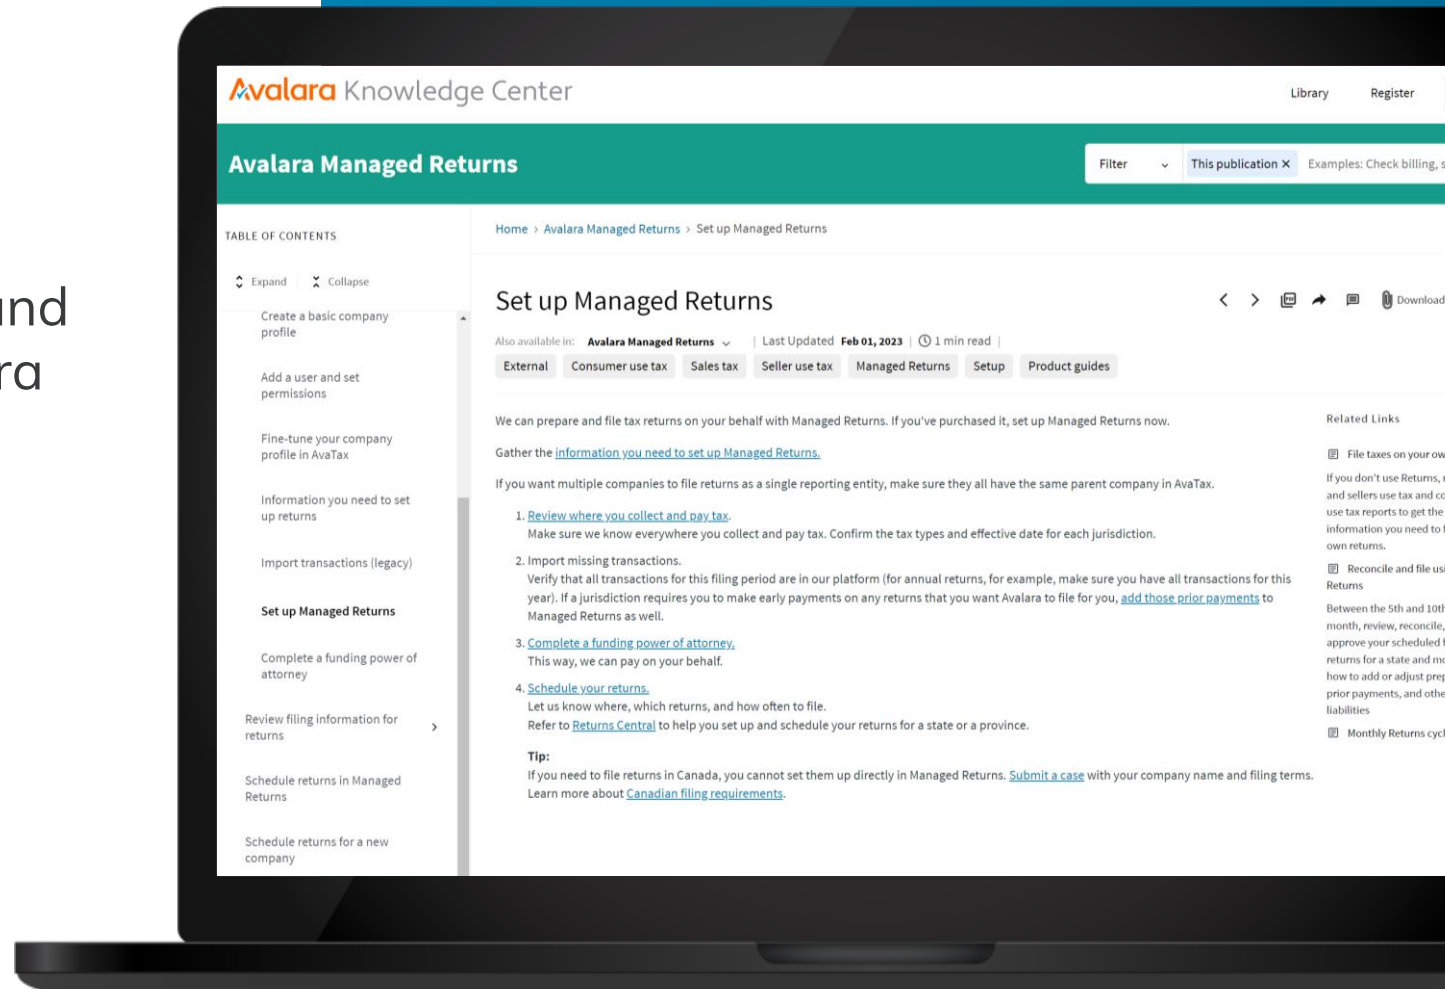 Avalara Knowledge Center
Library Register
Avalara Managed Returns
Filter This publication × Examples: Check billing,
TABLE OF CONTENTS
Expand Collapse
Create a basic company
profile
Add a user and set
permissions
Fine-tune your company
profile in AvaTax
Information you need to set
up returns
Import transactions (legacy)
Set up Managed Returns
Complete a funding power of
attorney
Review filing information for
returns
Schedule returns in Managed
Returns
Schedule returns for a new
company
Home > Avalara Managed Returns > Set up Managed Returns
Set up Managed Returns
PDF Download
Also available in: Avalara Managed Returns | Last Updated Feb 01, 2023 | 1 min read |
External Consumer use tax Sales tax Seller use tax Managed Returns Setup Product guides
We can prepare and file tax returns on your behalf with Managed Returns. If you've purchased it, set up Managed Returns now.
Gather the information you need to set up Managed Returns.
If you want multiple companies to file returns as a single reporting entity, make sure they all have the same parent company in AvaTax.
1. Review where you collect and pay tax.
Make sure we know everywhere you collect and pay tax. Confirm the tax types and effective date for each jurisdiction.
2. Import missing transactions.
Verify that all transactions for this filing period are in our platform (for annual returns, for example, make sure you have all transactions for this
year). If a jurisdiction requires you to make early payments on any returns that you want Avalara to file for you, add those prior payments to
Managed Returns as well.
3. Complete a funding power of attorney.
This way, we can pay on your behalf.
4. Schedule your returns.
Let us know where, which returns, and how often to file.
Refer to Returns Central to help you set up and schedule your returns for a state or a province.
Tip:
If you need to file returns in Canada, you cannot set them up directly in Managed Returns. Submit a case with your company name and filing terms.
Learn more about Canadian filing requirements.
Related Links
File taxes on your
If you don't use Returns,
and sellers use tax and
use tax reports to get the
information you need to
own returns.
Reconcile and file
Returns
Between the 5th and 10th
month, review, reconcile,
approve your scheduled
returns for a state and
how to add or adjust
prior payments, and
liabilities
Monthly Returns